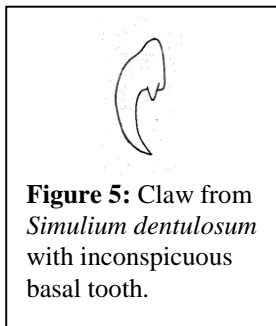 Figure 5: Claw from
Simulium dentulosum
with inconspicuous
basal tooth.